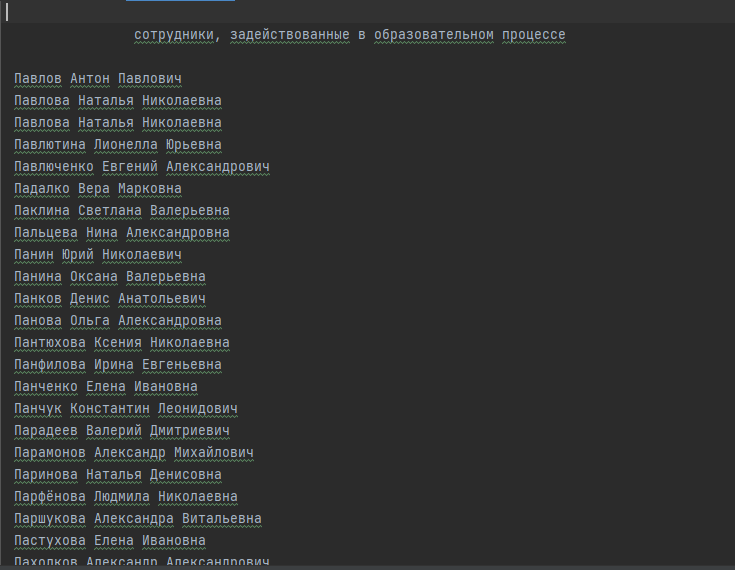 сотрудники, задействованные в образовательном процессе
Павлов Антон Павлович
Павлова Наталья Николаевна
Павлова Наталья Николаевна
Павлютина Лионелла Юрьевна
Павлюченко Евгений Александрович
Падалко Вера Марковна
Паклина Светлана Валерьевна
Пальцева Нина Александровна
Панин Юрий Николаевич
Панина Оксана Валерьевна
Панков Денис Анатольевич
Панова Ольга Александровна
Пантюхова Ксения Николаевна
Панфилова Ирина Евгеньевна
Панченко Елена Ивановна
Панчук Константин Леонидович
Парадеев Валерий Дмитриевич
Парамонов Александр Михайлович
Паринова Наталья Денисовна
Парфёнова Людмила Николаевна
Паршукова Александра Витальевна
Пастухова Елена Ивановна
Пахолков Александр Александрович